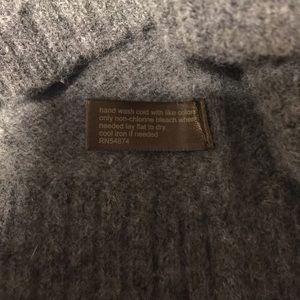 hand wash cold with like colors
only non-chlorine bleach where
needed lay flat to dry
cool iron if needed
RN54874